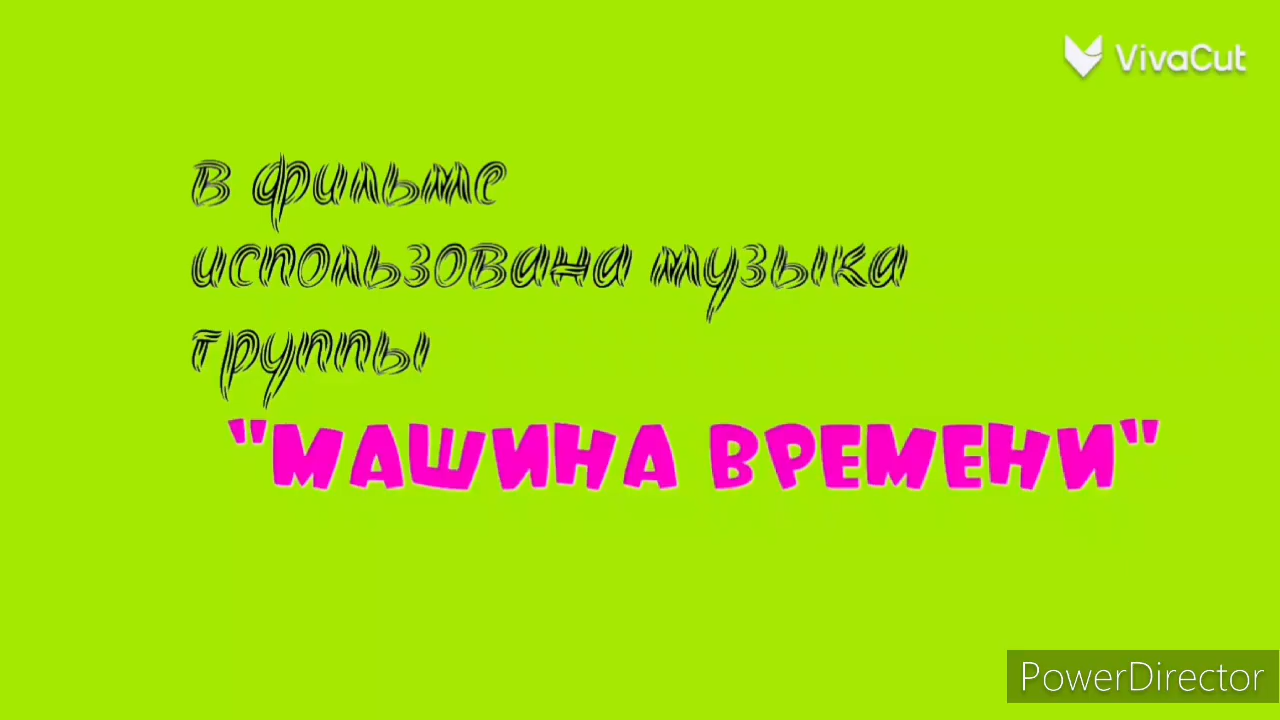 VivaCut
в фильме
использована музыка
группы
"МАШИНА ВРЕМЕНИ"
PowerDirector